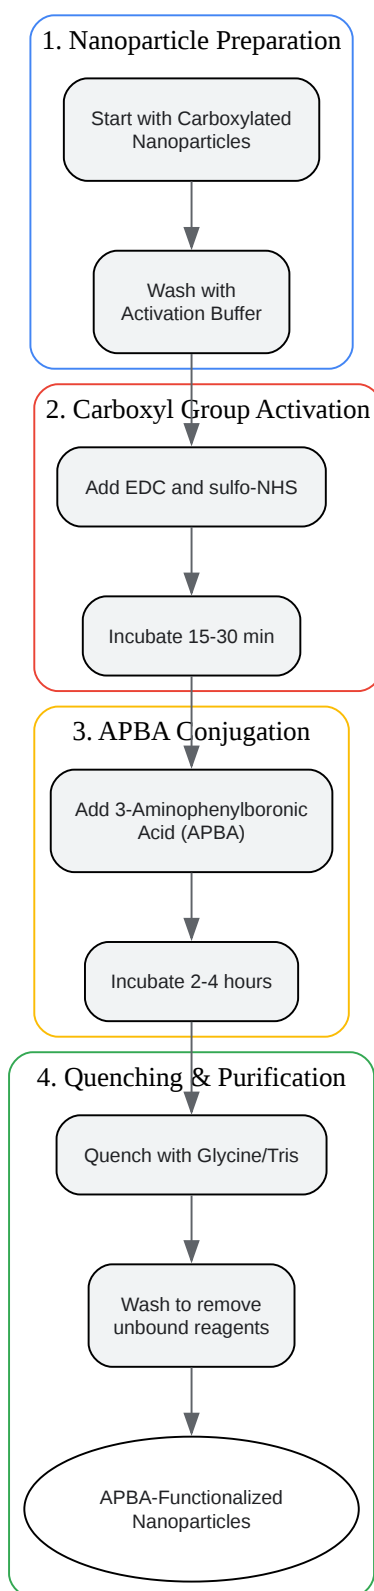 1. Nanoparticle Preparation
Start with Carboxylated
Nanoparticles
Wash with
Activation Buffer
2. Carboxyl Group Activation
Add EDC and sulfo-NHS
Incubate 15-30 min
3. APBA Conjugation
Add 3-Aminophenylboronic
Acid (APBA)
Incubate 2-4 hours
4. Quenching & Purification
Quench with Glycine/Tris
Wash to remove
unbound reagents
APBA-Functionalized
Nanoparticles